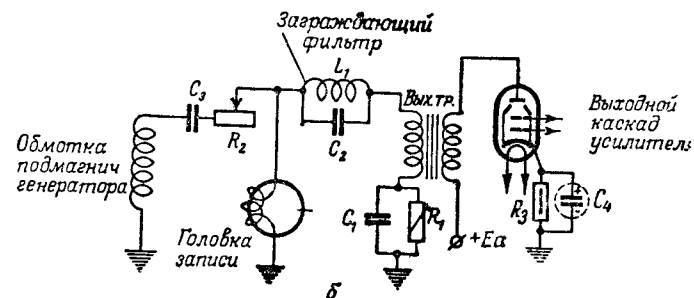 Заграждающий
фильтр
L₁
C₃
R₂
C₂
Вых.тр.
Выходной
каскад
усилителя
Обмотка
подмагнич
генератора
Головка
записи
C₁
R₁
+Eа
R₃
C₄
б